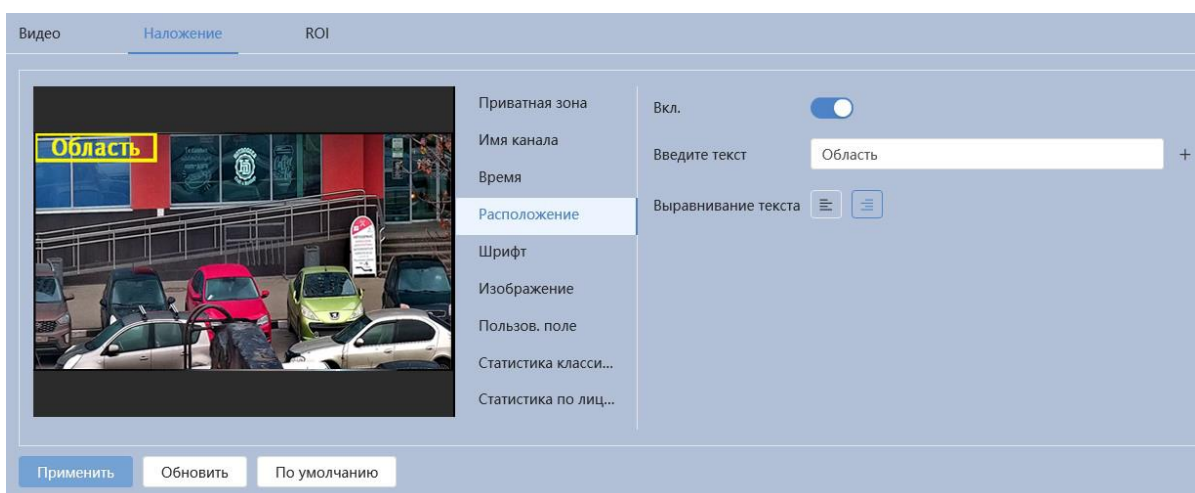 Видео Наложение ROI
Область
Приватная зона
Имя канала
Время
Расположение
Шрифт
Изображение
Пользов. поле
Статистика класси...
Статистика по лиц...
Вкл.
Введите текст Область +
Выравнивание текста
Применить Обновить По умолчанию